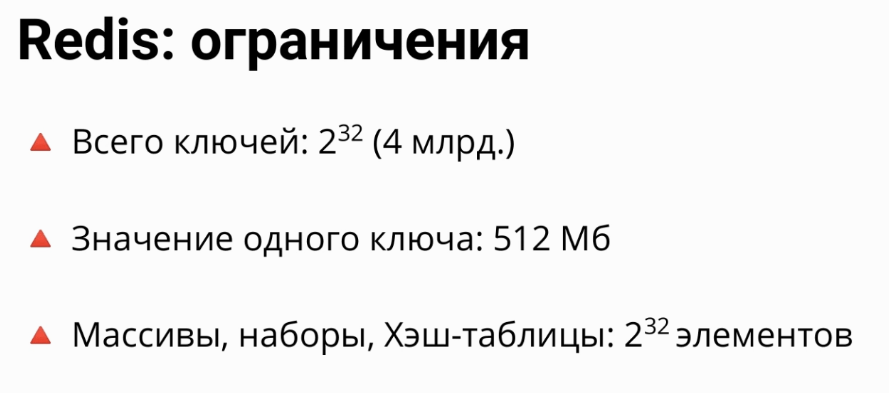 Redis: ограничения
Всего ключей: 2³² (4 млрд.)
Значение одного ключа: 512 Мб
Массивы, наборы, Хэш-таблицы: 2³² элементов